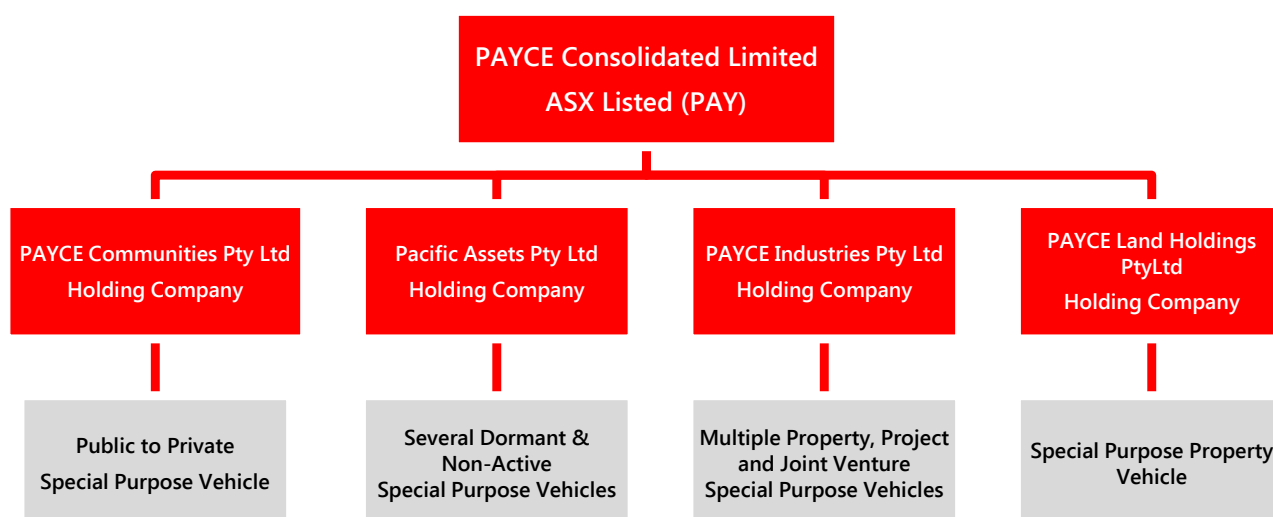 PAYCE Consolidated Limited
ASX Listed (PAY)
PAYCE Communities Pty Ltd
Holding Company
Pacific Assets Pty Ltd
Holding Company
PAYCE Industries Pty Ltd
Holding Company
PAYCE Land Holdings
PtyLtd
Holding Company
Public to Private
Special Purpose Vehicle
Several Dormant &
Non-Active
Special Purpose Vehicles
Multiple Property, Project
and Joint Venture
Special Purpose Vehicles
Special Purpose Property
Vehicle